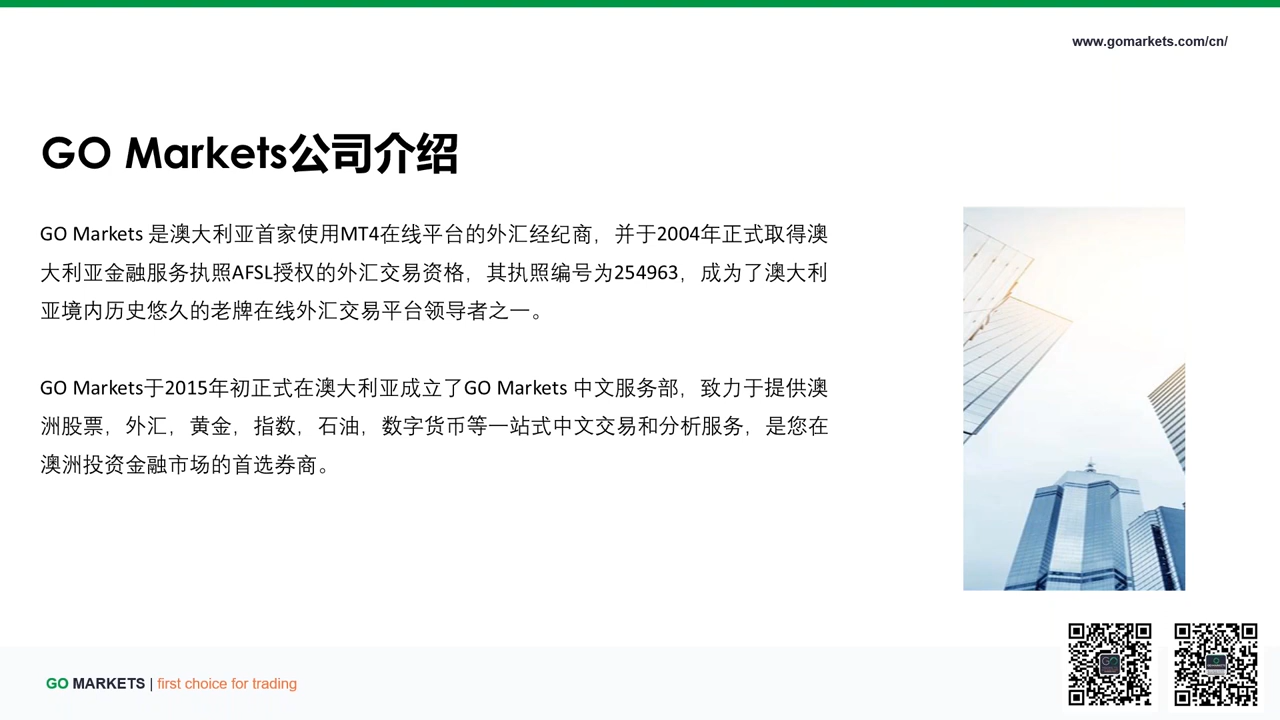 www.gomarkets.com/cn/
GO Markets公司介绍
GO Markets 是澳大利亚首家使用MT4在线平台的外汇经纪商，并于2004年正式取得澳
大利亚金融服务执照AFSL授权的外汇交易资格，其执照编号为254963，成为了澳大利
亚境内历史悠久的老牌在线外汇交易平台领导者之一。
GO Markets于2015年初正式在澳大利亚成立了GO Markets 中文服务部，致力于提供澳
洲股票，外汇，黄金，指数，石油，数字货币等一站式中文交易和分析服务，是您在
澳洲投资金融市场的首选券商。
GO MARKETS | first choice for trading